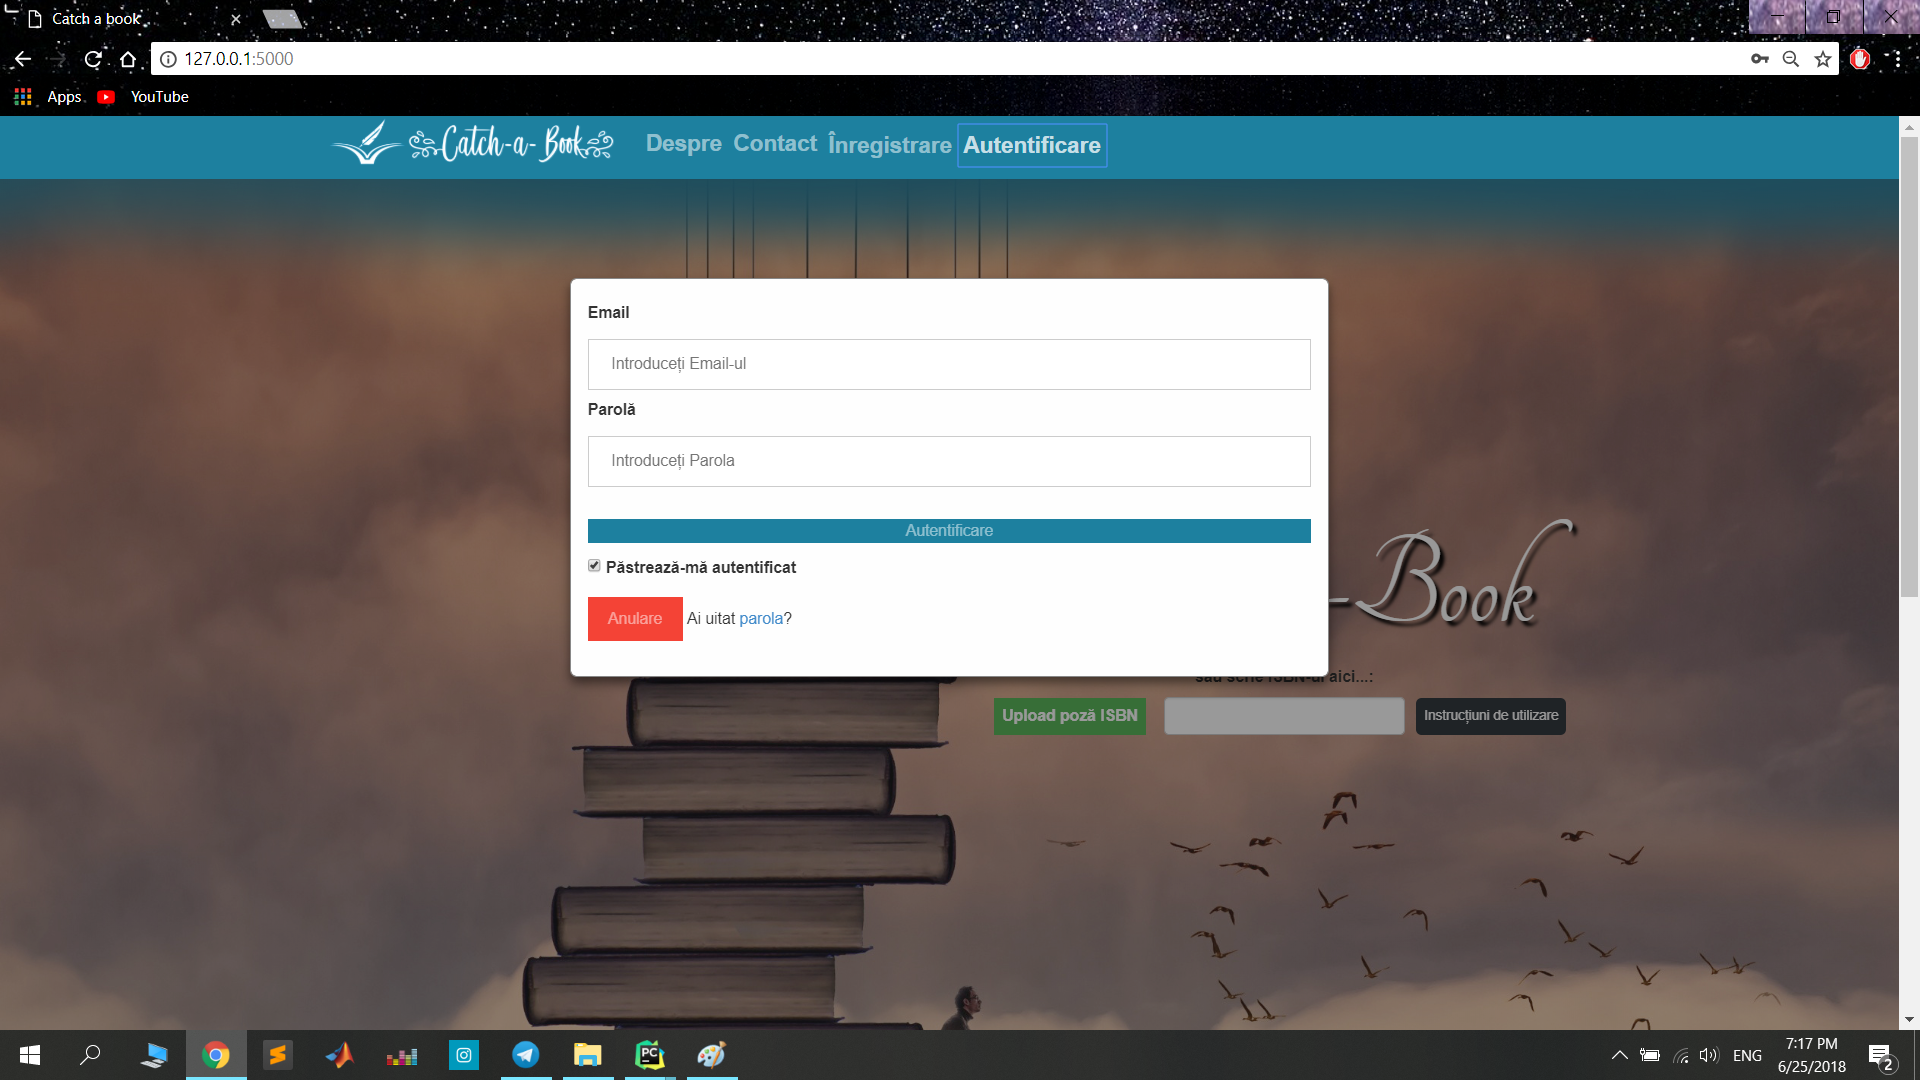 Catch a book
127.0.0.1:5000
Apps
YouTube
Catch-a-Book
Despre
Contact
Înregistrare
Autentificare
Email
Introduceți Email-ul
Parolă
Introduceți Parola
Autentificare
Păstrează-mă autentificat
Anulare
Ai uitat parola?
-Book
sau scrie ISBN-ul aici...:
Upload poză ISBN
Instrucțiuni de utilizare
PC
ENG
7:17 PM
6/25/2018
2